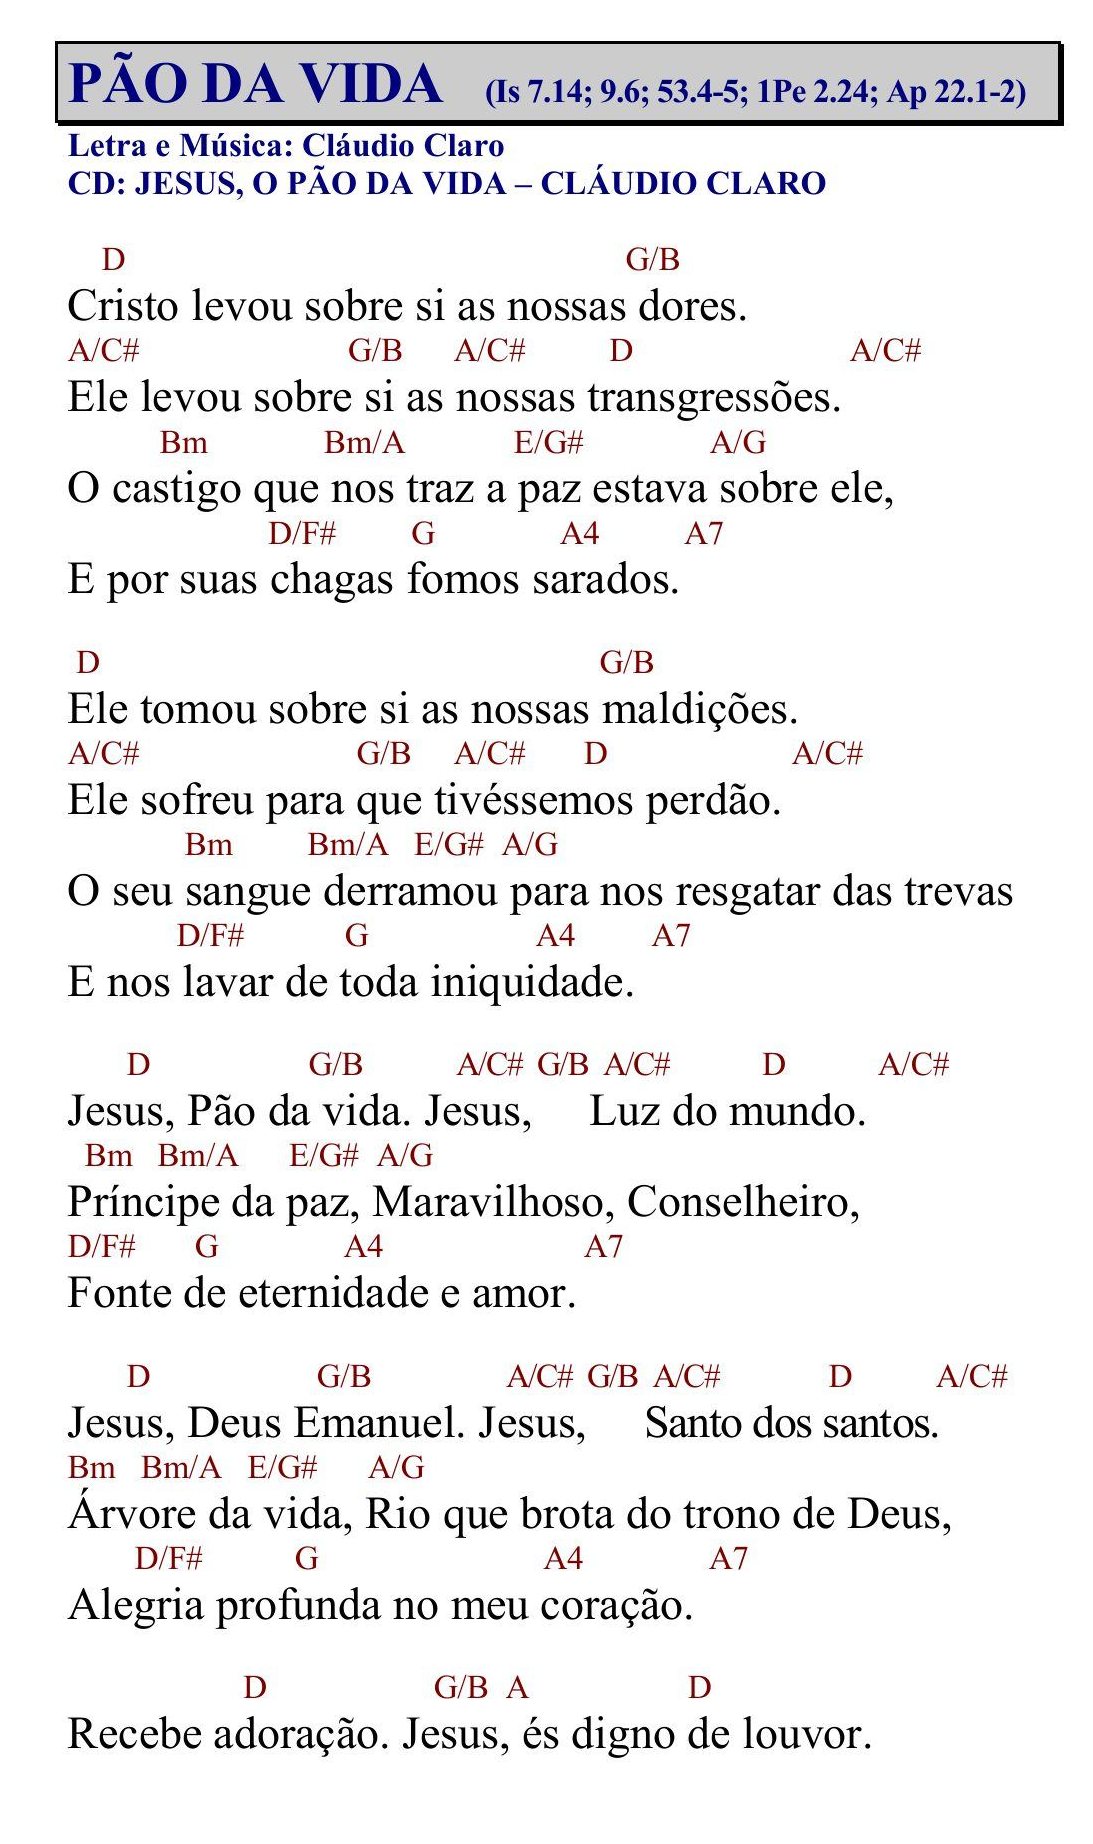 PÃO DA VIDA (Is 7.14; 9.6; 53.4-5; 1Pe 2.24; Ap 22.1-2)
Letra e Música: Cláudio Claro
CD: JESUS, O PÃO DA VIDA – CLÁUDIO CLARO
D G/B
Cristo levou sobre si as nossas dores.
A/C# G/B A/C# D A/C#
Ele levou sobre si as nossas transgressões.
Bm Bm/A E/G# A/G
O castigo que nos traz a paz estava sobre ele,
D/F# G A4 A7
E por suas chagas fomos sarados.
D G/B
Ele tomou sobre si as nossas maldições.
A/C# G/B A/C# D A/C#
Ele sofreu para que tivéssemos perdão.
Bm Bm/A E/G# A/G
O seu sangue derramou para nos resgatar das trevas
D/F# G A4 A7
E nos lavar de toda iniquidade.
D G/B A/C# G/B A/C# D A/C#
Jesus, Pão da vida. Jesus, Luz do mundo.
Bm Bm/A E/G# A/G
Príncipe da paz, Maravilhoso, Conselheiro,
D/F# G A4 A7
Fonte de eternidade e amor.
D G/B A/C# G/B A/C# D A/C#
Jesus, Deus Emanuel. Jesus, Santo dos santos.
Bm Bm/A E/G# A/G
Árvore da vida, Rio que brota do trono de Deus,
D/F# G A4 A7
Alegria profunda no meu coração.
D G/B A D
Recebe adoração. Jesus, és digno de louvor.